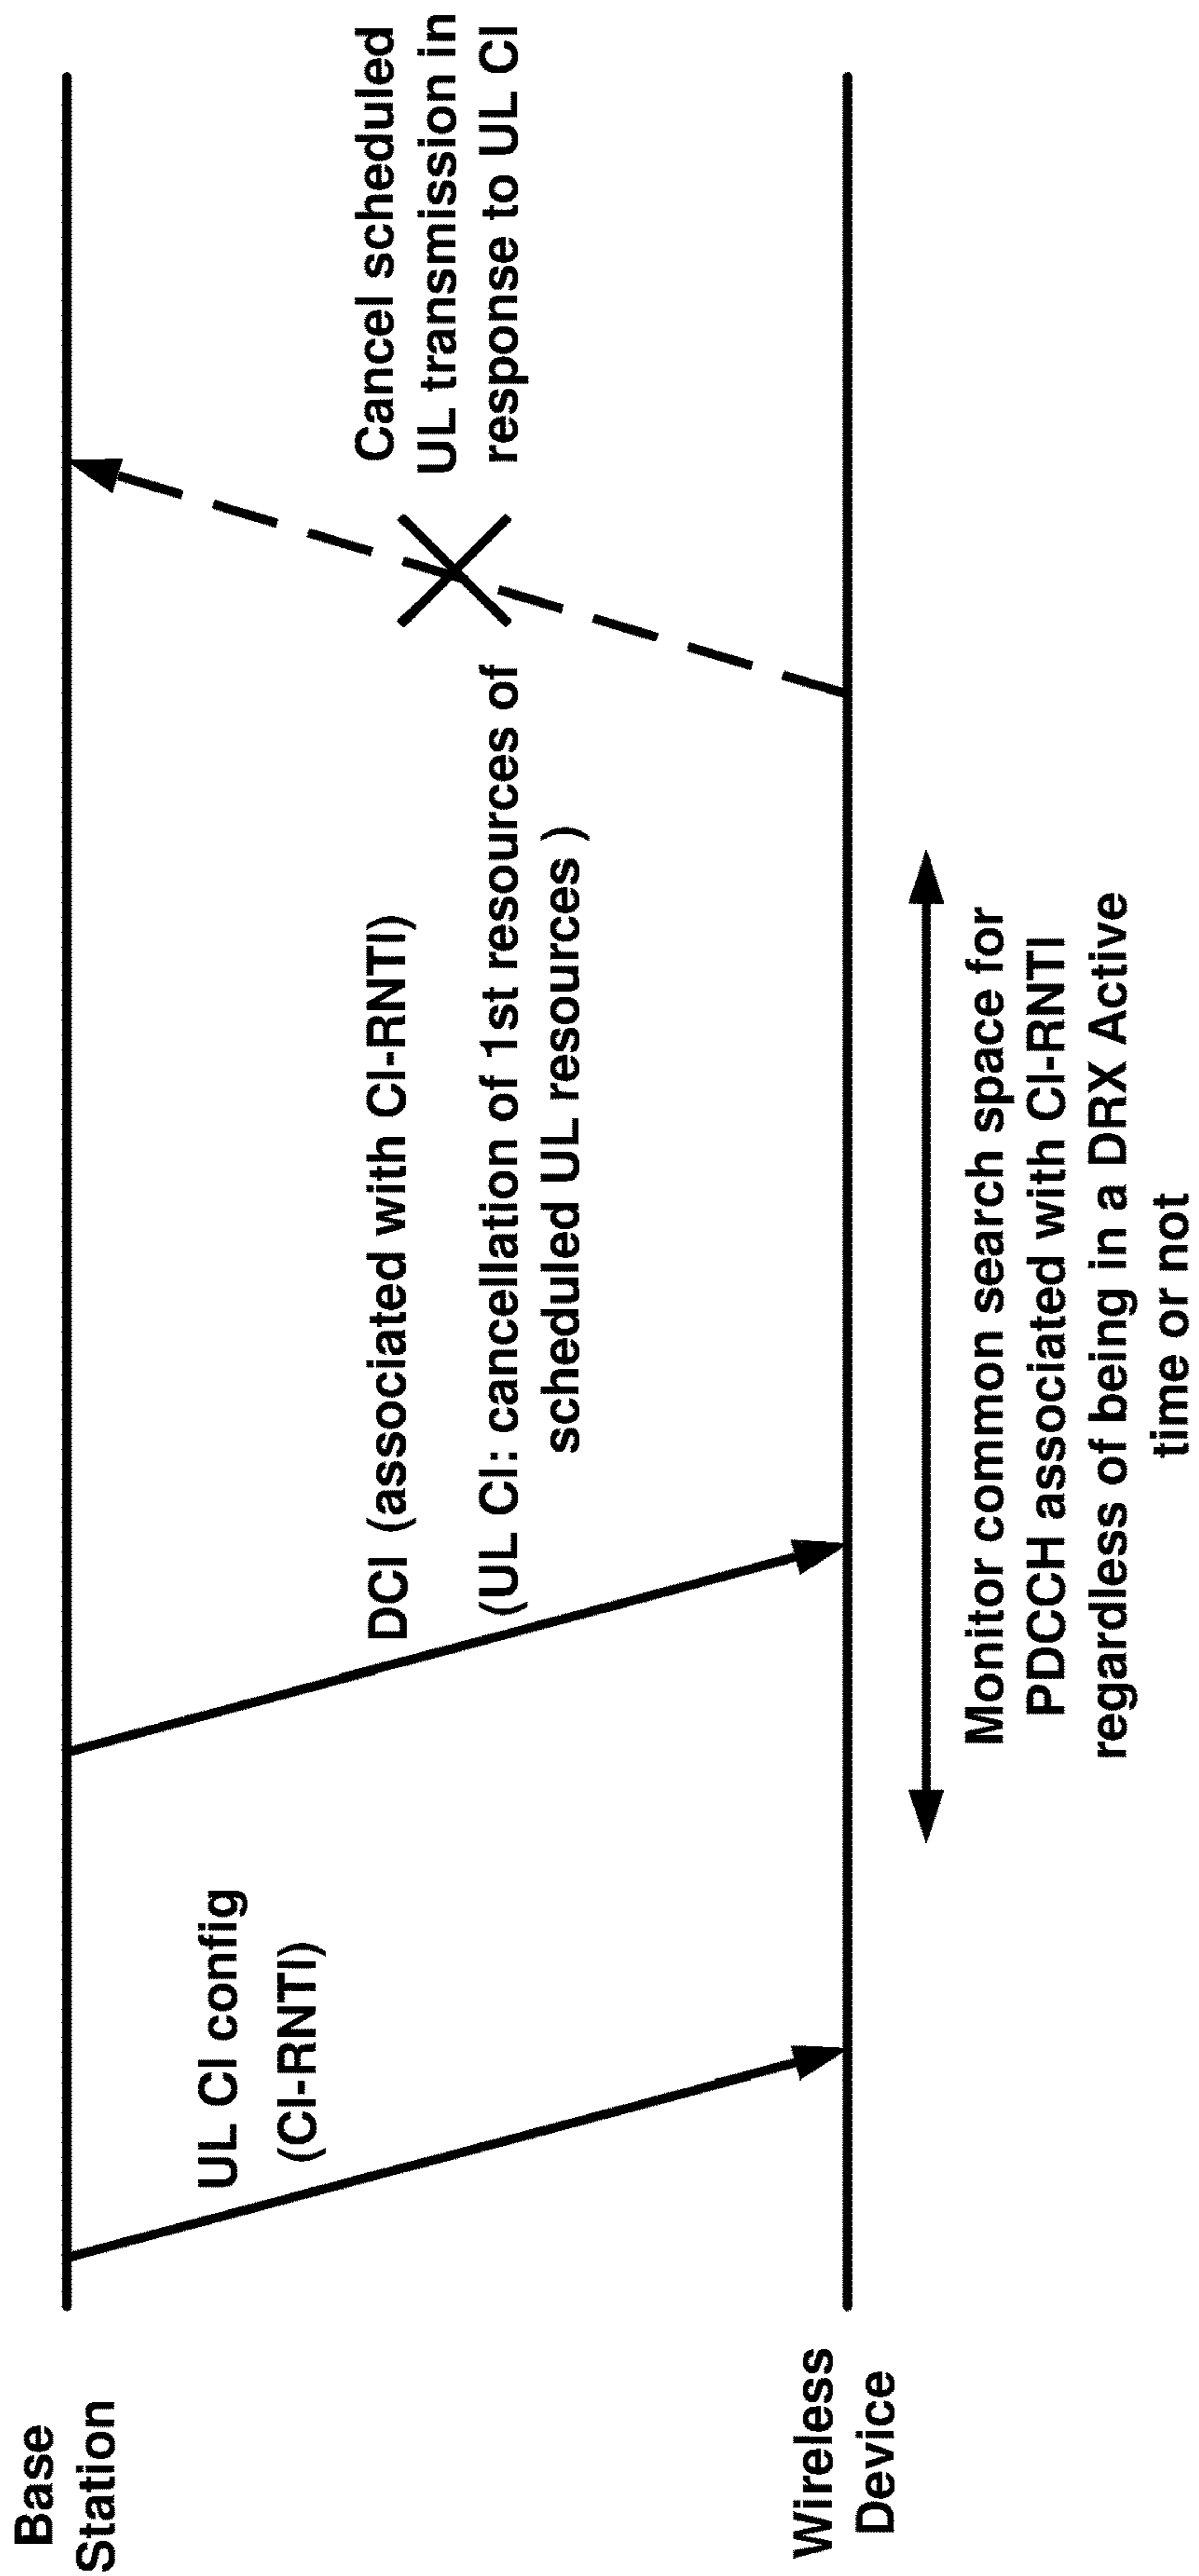 Base
Station
UL CI config
(CI-RNTI)
DCI (associated with CI-RNTI)
(UL CI: cancellation of 1st resources of
scheduled UL resources )
Cancel scheduled
UL transmission in
response to UL CI
Wireless
Device
Monitor common search space for
PDCCH associated with CI-RNTI
regardless of being in a DRX Active
time or not